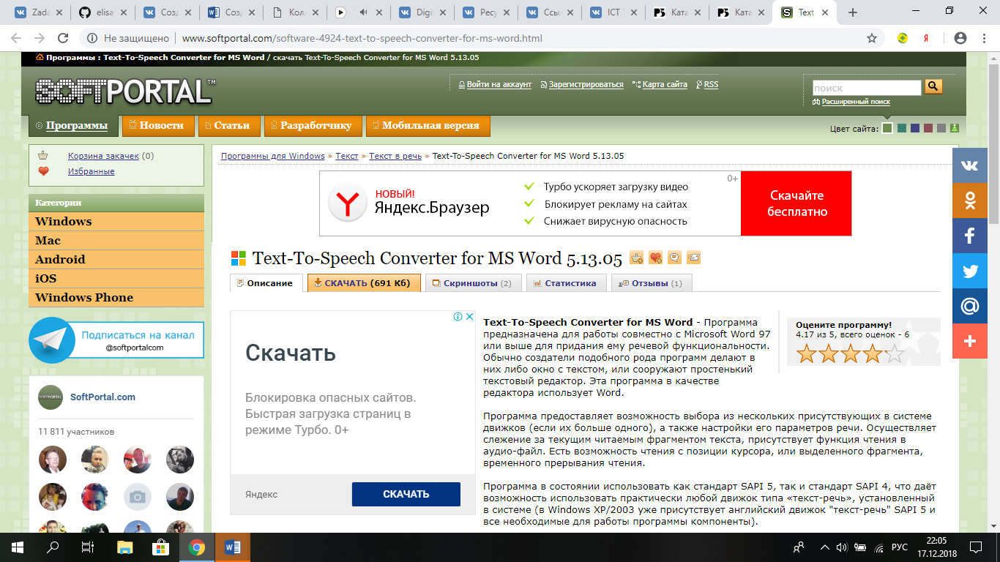 Zada
elisa
Созд
Созд
Кол
Digi
Ресу
Ссы
ICT
Ката
Ката
Text
Не защищено | www.softportal.com/software-4924-text-to-speech-converter-for-ms-word.html
Программы : Text-To-Speech Converter for MS Word / скачать Text-To-Speech Converter for MS Word 5.13.05
SOFTPORTAL™
Войти на аккаунт Зарегистрироваться Карта сайта RSS
поиск
Расширенный поиск
Программы Новости Статьи Разработчику Мобильная версия
Цвет сайта:
Корзина закачек (0)
Избранные
Категории
Windows
Mac
Android
iOS
Windows Phone
Подписаться на канал
@softportalcom
SOFTPORTAL
SoftPortal.com
11 811 участников
Программы для Windows » Текст » Текст в речь » Text-To-Speech Converter for MS Word 5.13.05
НОВЫЙ!
Яндекс.Браузер
Турбо ускоряет загрузку видео
Блокирует рекламу на сайтах
Снижает вирусную опасность
0+
Скачайте
бесплатно
Text-To-Speech Converter for MS Word 5.13.05
Описание СКАЧАТЬ (691 Кб) Скриншоты (2) Статистика Отзывы (1)
Скачать
Блокировка опасных сайтов.
Быстрая загрузка страниц в
режиме Турбо. 0+
Яндекс
СКАЧАТЬ
Text-To-Speech Converter for MS Word - Программа
предназначена для работы совместно с Microsoft Word 97
или выше для придания ему речевой функциональности.
Обычно создатели подобного рода программ делают в
них либо окно с текстом, или сооружают простенький
текстовый редактор. Эта программа в качестве
редактора использует Word.
Оцените программу!
4.17 из 5, всего оценок - 6
Программа предоставляет возможность выбора из нескольких присутствующих в системе
движков (если их больше одного), а также настройки его параметров речи. Осуществляет
слежение за текущим читаемым фрагментом текста, присутствует функция чтения в
аудио-файл. Есть возможность чтения с позиции курсора, или выделенного фрагмента,
временного прерывания чтения.
Программа в состоянии использовать как стандарт SAPI 5, так и стандарт SAPI 4, что даёт
возможность использовать практически любой движок типа «текст-речь», установленный
в системе (в Windows XP/2003 уже присутствует английский движок "текст-речь" SAPI 5 и
все необходимые для работы программы компоненты).
РУС
22:05
17.12.2018